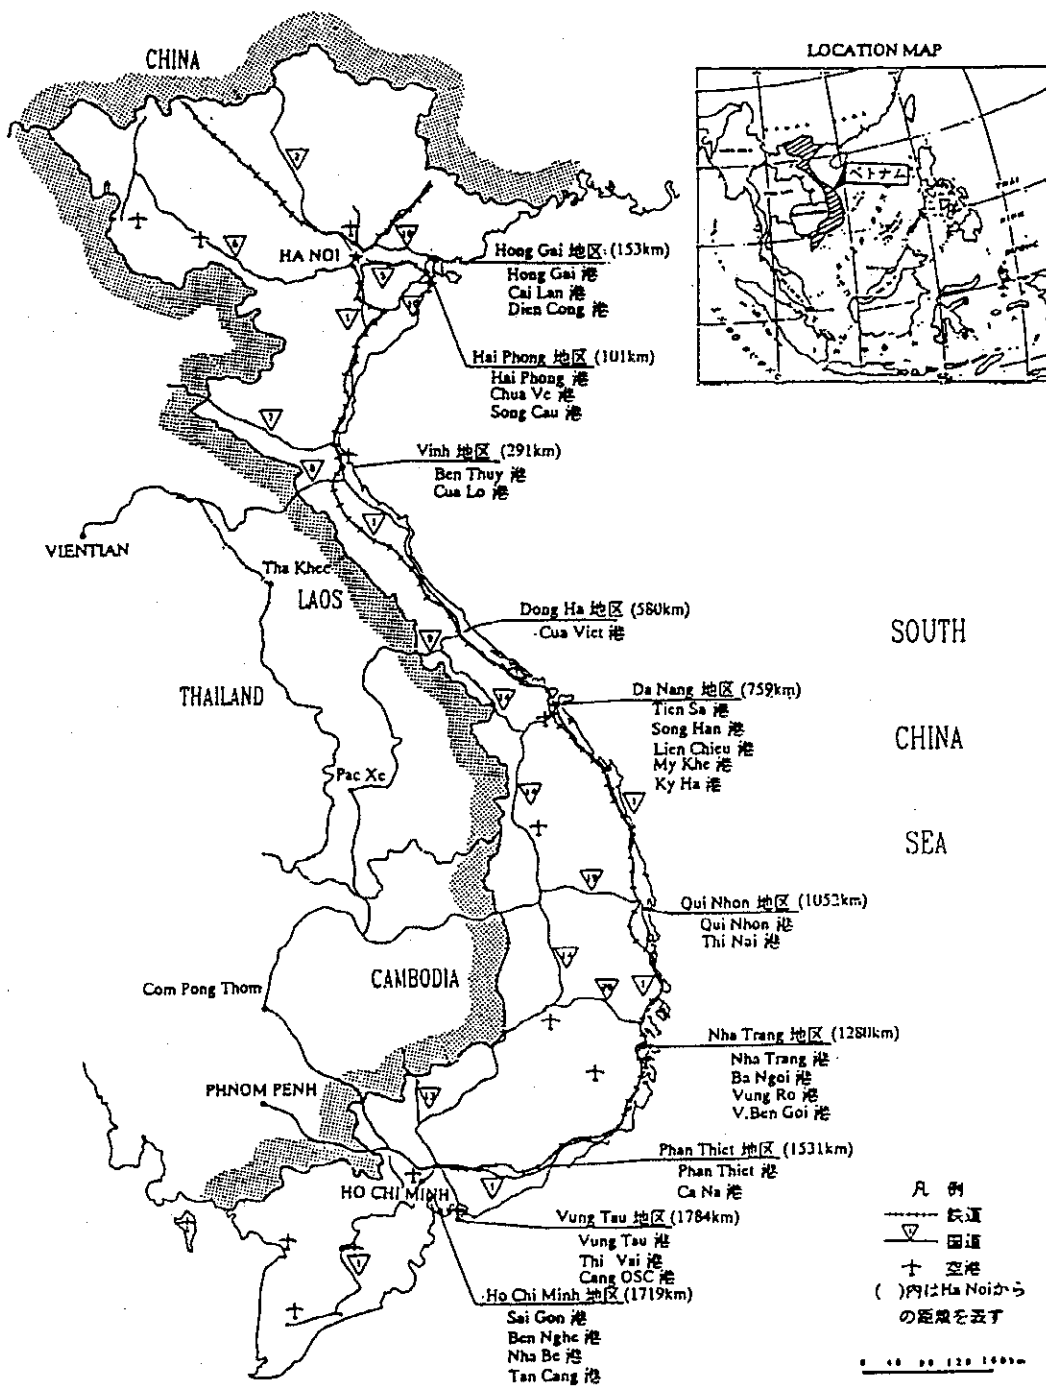 CHINA
LOCATION MAP
ベトナム
HA NOI
Hong Gai 地区 (153km)
Hong Gai 港
Cai Lan 港
Dien Cong 港
Hai Phong 地区 (101km)
Hai Phong 港
Chua Ve 港
Song Cau 港
Vinh 地区 (291km)
Ben Thuy 港
Cua Lo 港
VIENTIAN
Tha Khec
LAOS
Dong Ha 地区 (580km)
Cua Viet 港
SOUTH
THAILAND
Da Nang 地区 (759km)
Tien Sa 港
Song Han 港
Lien Chieu 港
My Khe 港
Ky Ha 港
CHINA
Pac Xe
SEA
Qui Nhon 地区 (1052km)
Qui Nhon 港
Thi Nai 港
CAMBODIA
Com Pong Thom
Nha Trang 地区 (1280km)
Nha Trang 港
Ba Ngoi 港
Vung Ro 港
V.Ben Goi 港
PHNOM PENH
Phan Thiet 地区 (1531km)
Phan Thiet 港
Ca Na 港
HO CHI MINH
Vung Tau 地区 (1784km)
Vung Tau 港
Thi Vai 港
Cang OSC 港
Ho Chi Minh 地区 (1719km)
Sai Gon 港
Ben Nghe 港
Nha Be 港
Tan Cang 港
凡 例
鉄道
国道
空港
( )内はHa Noiから
の距離を表す
0 40 80 120 160km